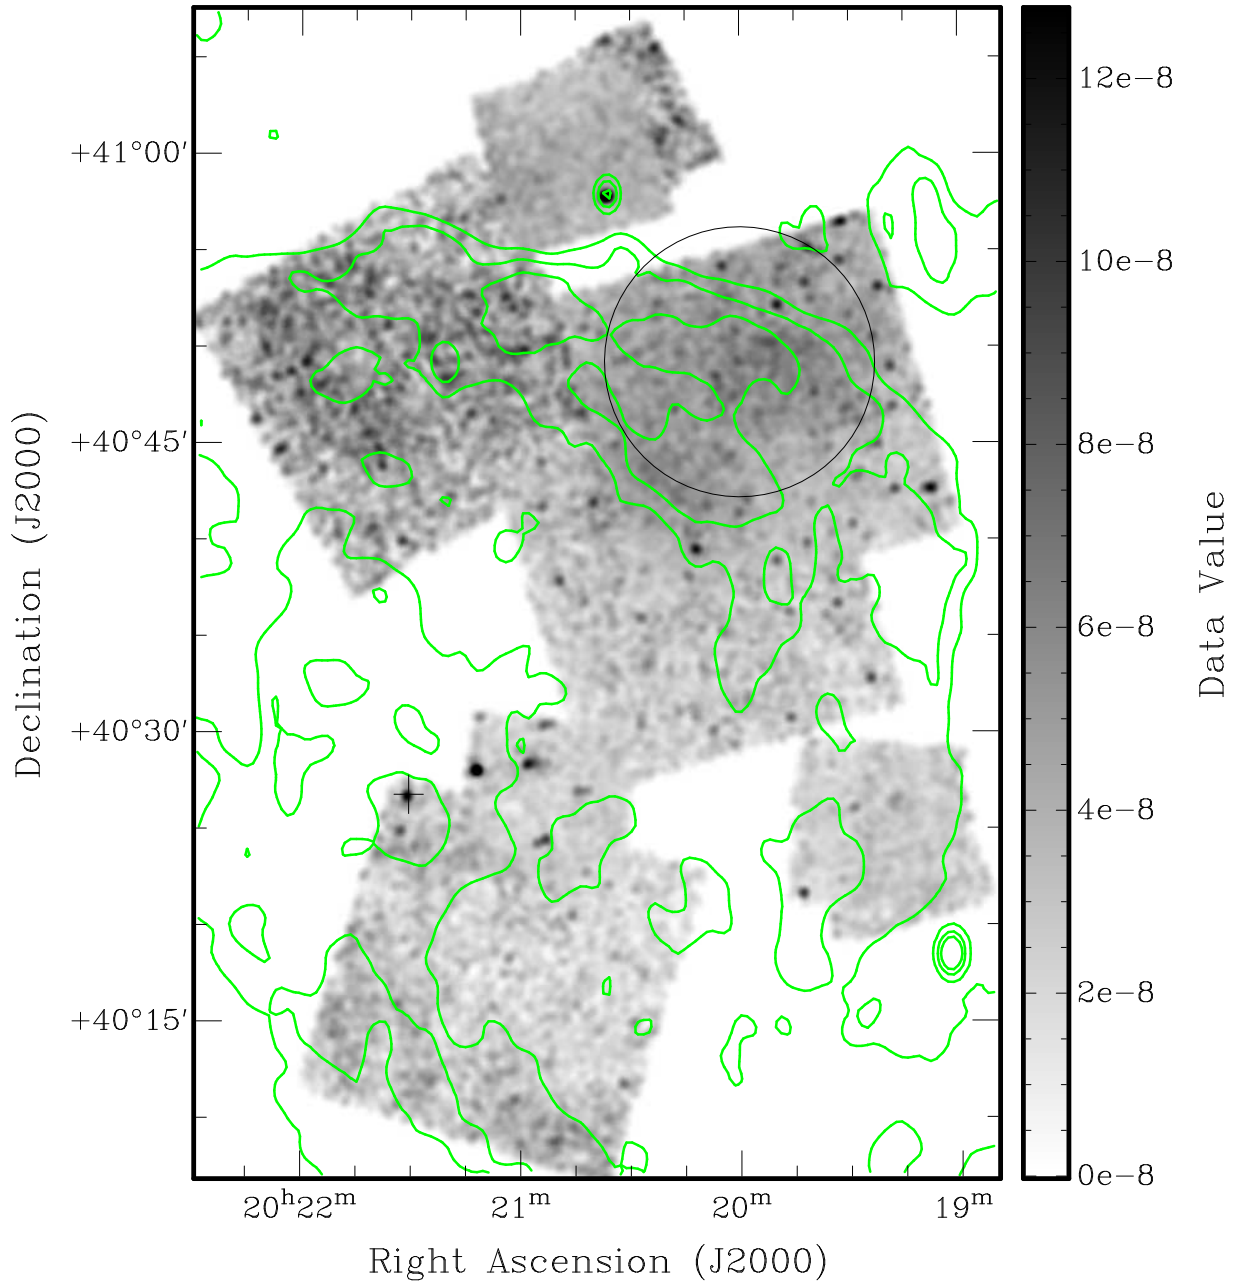 12e-8
+41°00′
10e-8
+40°45′
8e-8
6e-8
+40°30′
4e-8
2e-8
+40°15′
0e-8
20ʰ22ᵐ 21ᵐ 20ᵐ 19ᵐ
Right Ascension (J2000)
Declination (J2000)
Data Value